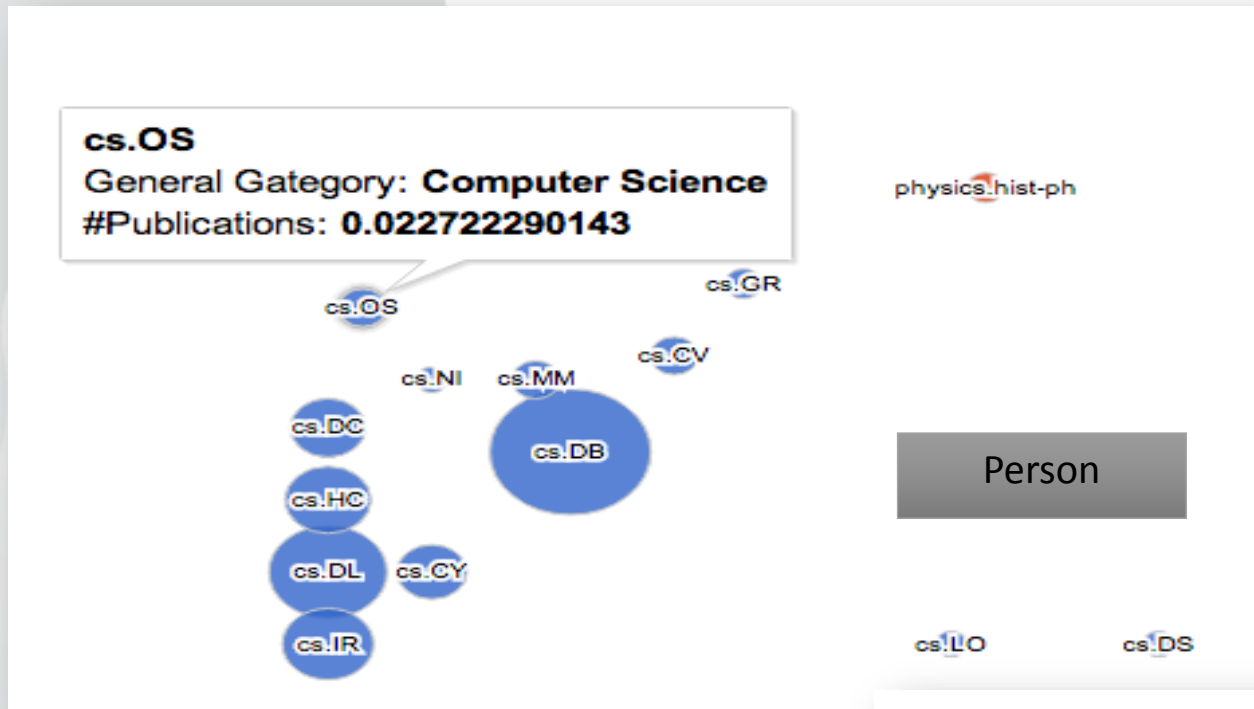 cs.OS
General Gategory: Computer Science
#Publications: 0.022722290143
physics.hist-ph
cs.GR
cs.OS
cs.CV
cs.NI
cs.MM
cs.DC
cs.DB
Person
cs.HC
cs.DL
cs.CY
cs.IR
cs.LO
cs.DS